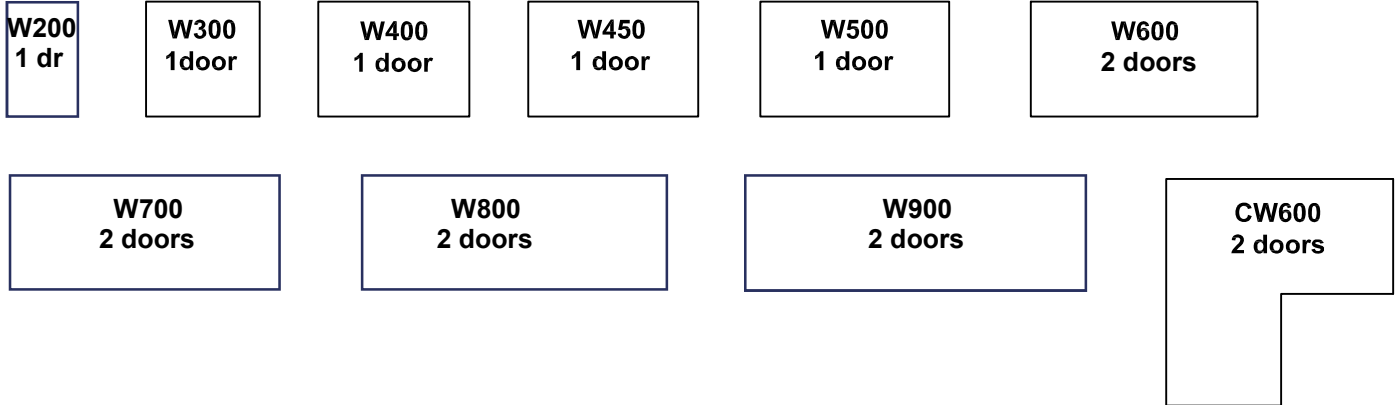 W200
1 dr
W300
1door
W400
1 door
W450
1 door
W500
1 door
W600
2 doors
W700
2 doors
W800
2 doors
W900
2 doors
CW600
2 doors